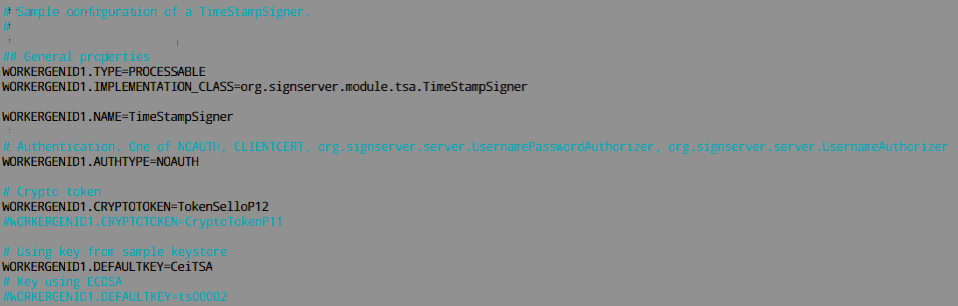 # Sample configuration of a TimeStampSigner.
#
## General properties
WORKERGENID1.TYPE=PROCESSABLE
WORKERGENID1.IMPLEMENTATION_CLASS=org.signserver.module.tsa.TimeStampSigner
WORKERGENID1.NAME=TimeStampSigner
# Authentication. One of NOAUTH, CLIENTCERT, org.signserver.server.UsernamePasswordAuthorizer, org.signserver.server.UsernameAuthorizer
WORKERGENID1.AUTHTYPE=NOAUTH
# Crypto token
WORKERGENID1.CRYPTOTOKEN=TokenSelloP12
#WORKERGENID1.CRYPTOTOKEN=CryptoTokenP11
# Using key from sample keystore
WORKERGENID1.DEFAULTKEY=CeiTSA
# Key using ECDSA
#WORKERGENID1.DEFAULTKEY=ts00002